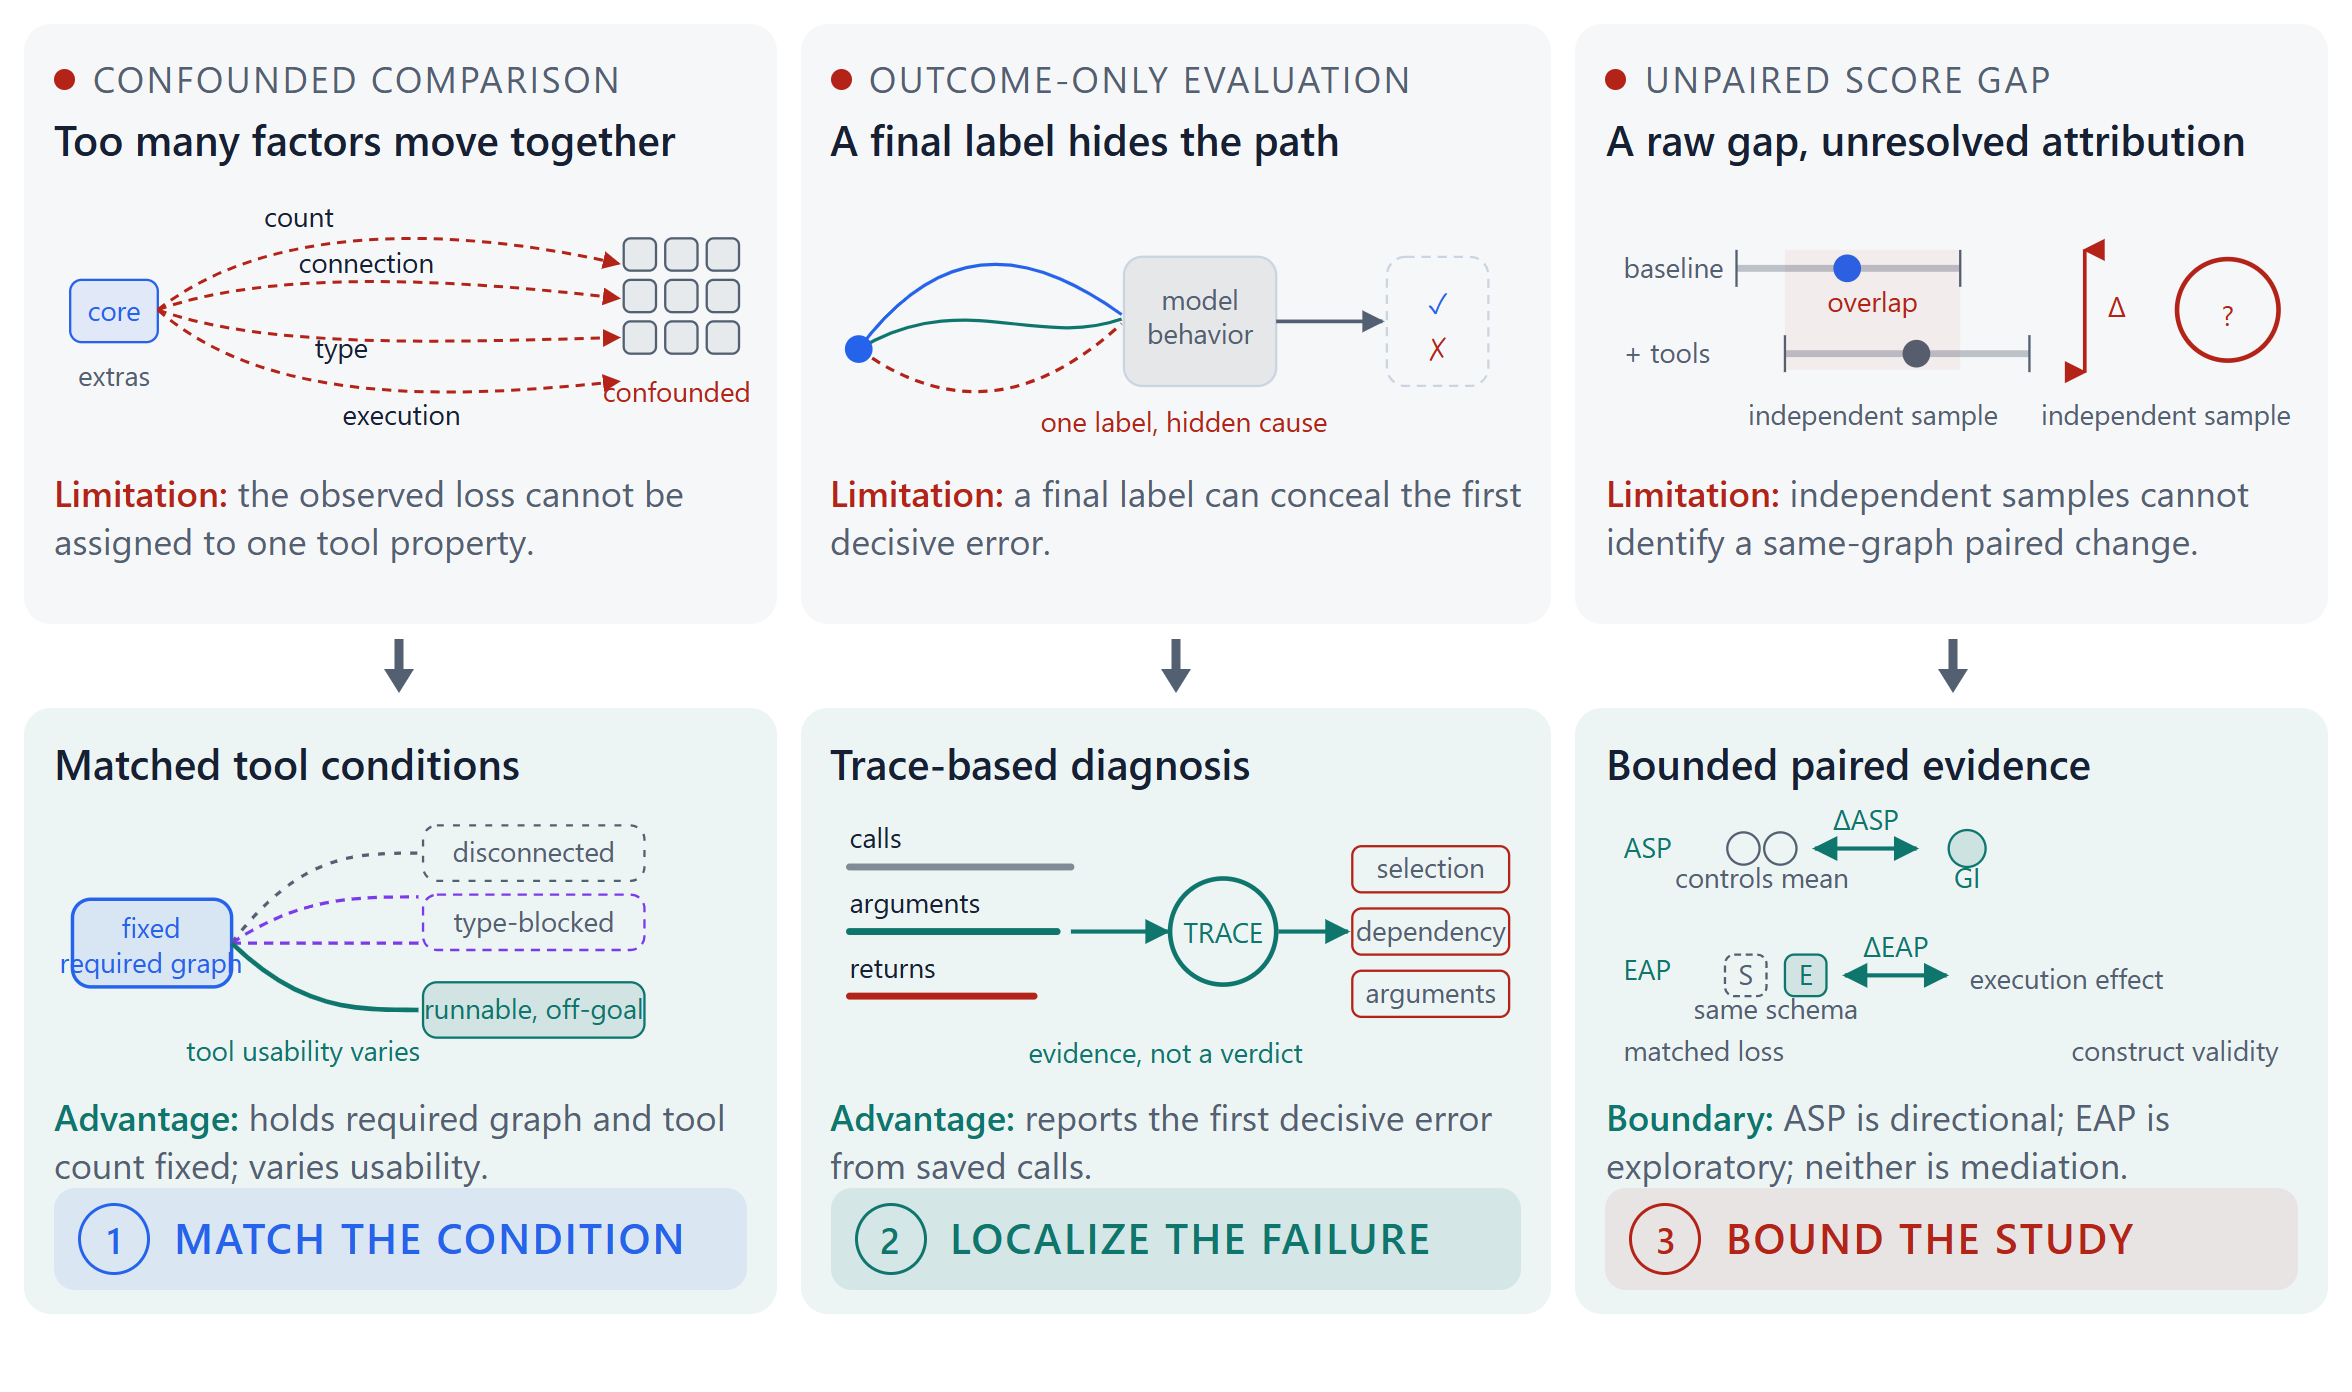 CONFOUNDED COMPARISON
Too many factors move together
count
connection
core
type
extras
execution
confounded
Limitation: the observed loss cannot be
assigned to one tool property.
OUTCOME-ONLY EVALUATION
A final label hides the path
model
behavior
✓
✗
one label, hidden cause
Limitation: a final label can conceal the first
decisive error.
UNPAIRED SCORE GAP
A raw gap, unresolved attribution
baseline
overlap
+ tools
Δ
?
independent sample
independent sample
Limitation: independent samples cannot
identify a same-graph paired change.
Matched tool conditions
disconnected
type-blocked
fixed
required graph
runnable, off-goal
tool usability varies
Advantage: holds required graph and tool
count fixed; varies usability.
1 MATCH THE CONDITION
Trace-based diagnosis
calls
arguments
returns
TRACE
selection
dependency
arguments
evidence, not a verdict
Advantage: reports the first decisive error
from saved calls.
2 LOCALIZE THE FAILURE
Bounded paired evidence
ASP
ΔASP
controls mean
GI
EAP
S
E
ΔEAP
execution effect
same schema
matched loss
construct validity
Boundary: ASP is directional; EAP is
exploratory; neither is mediation.
3 BOUND THE STUDY